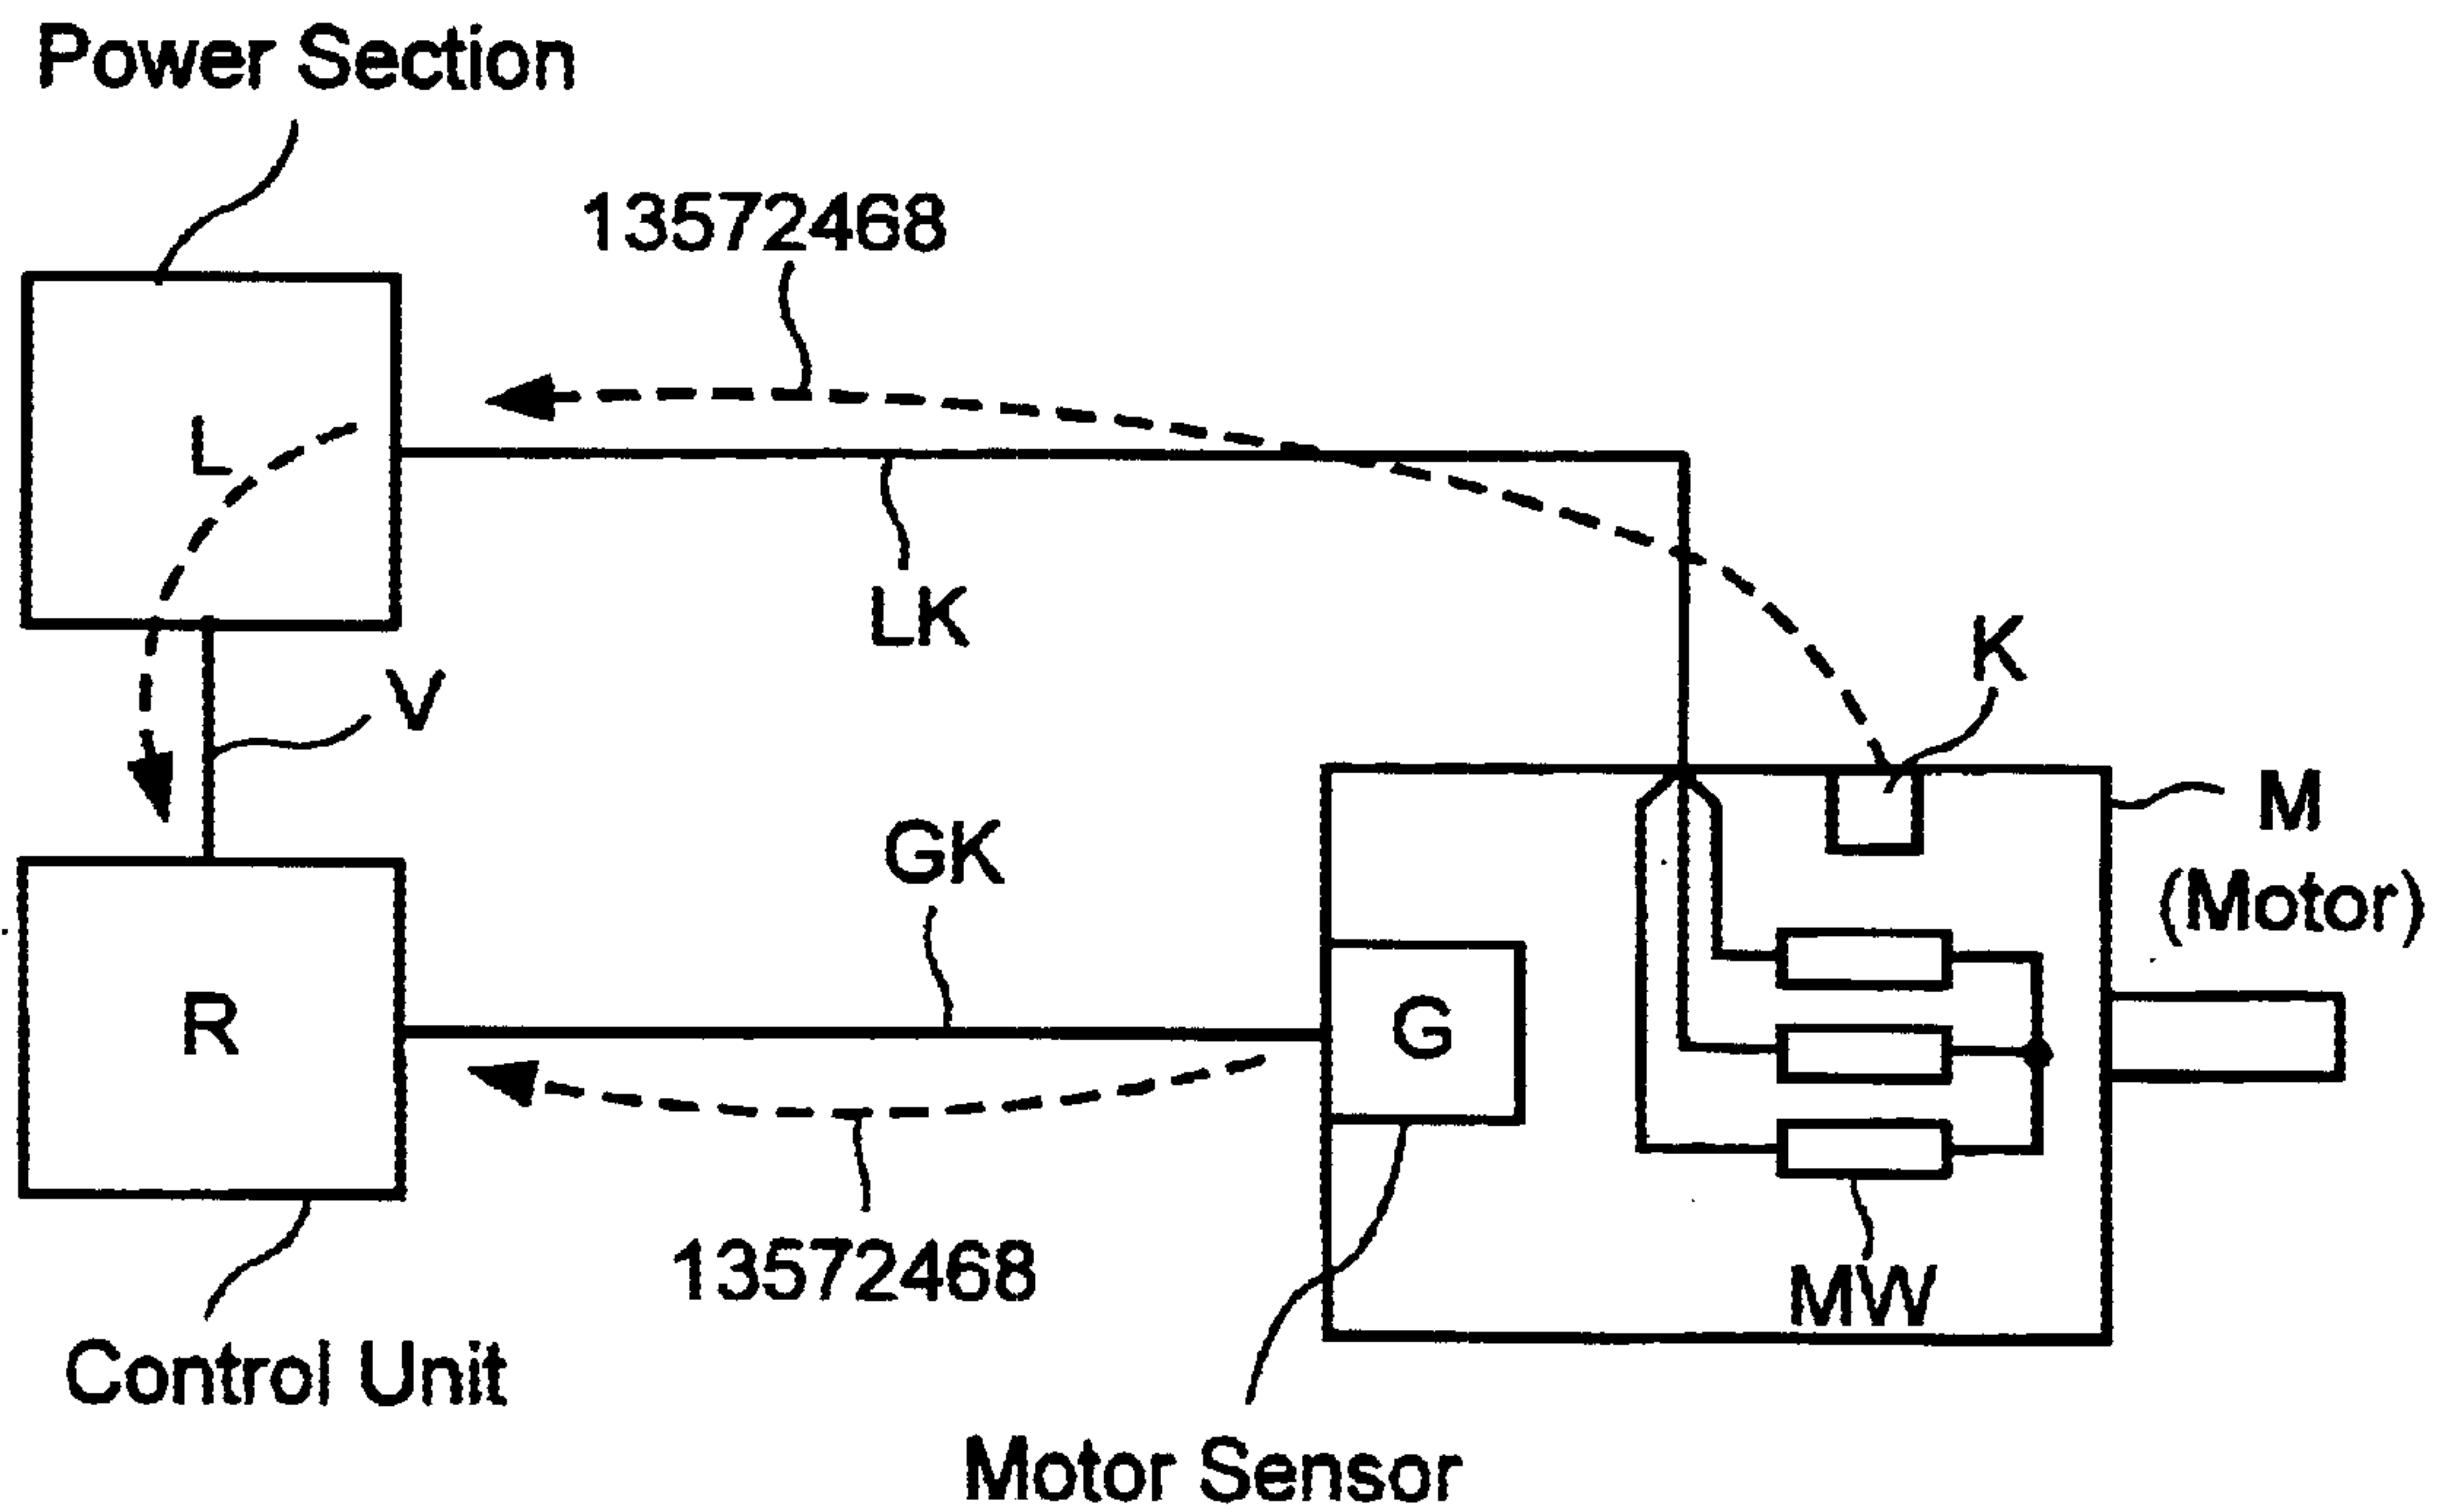 Power Section
13572468
L
LK
K
V
M
(Motor)
GK
R
G
13572468
MW
Control Unit
Motor Sensor